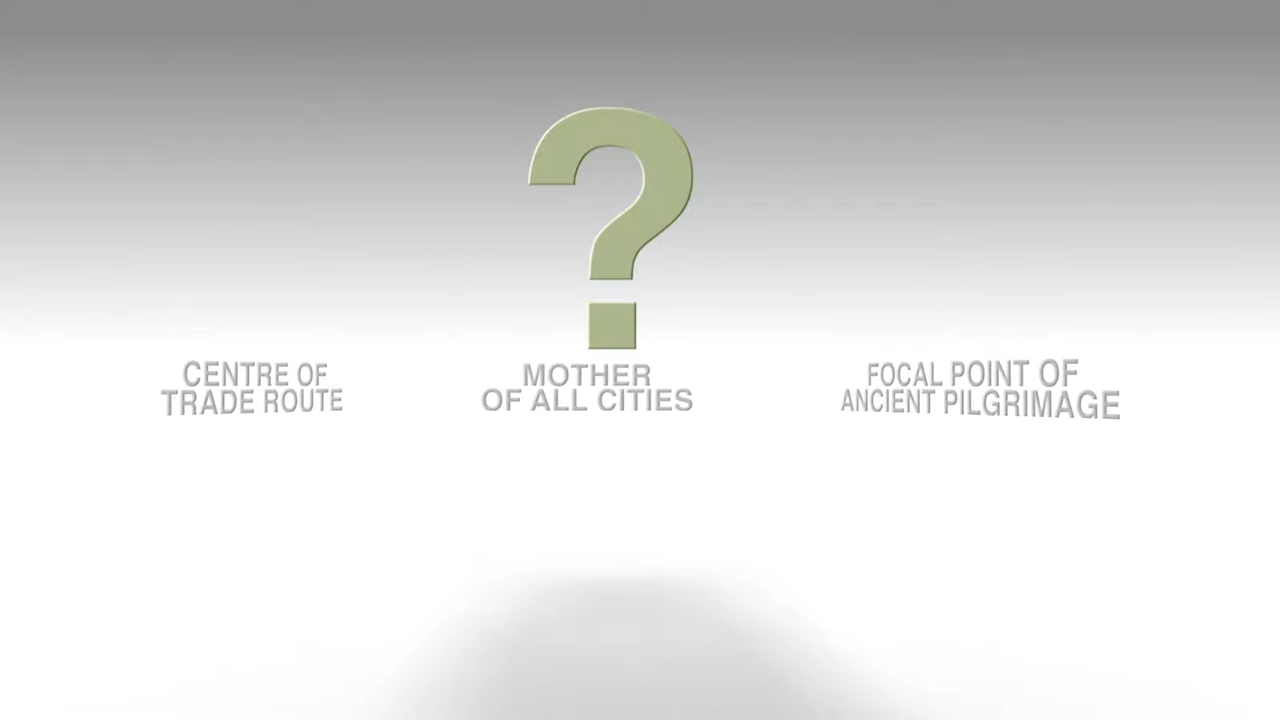 ?
CENTRE OF
TRADE ROUTE
MOTHER
OF ALL CITIES
FOCAL POINT OF
ANCIENT PILGRIMAGE